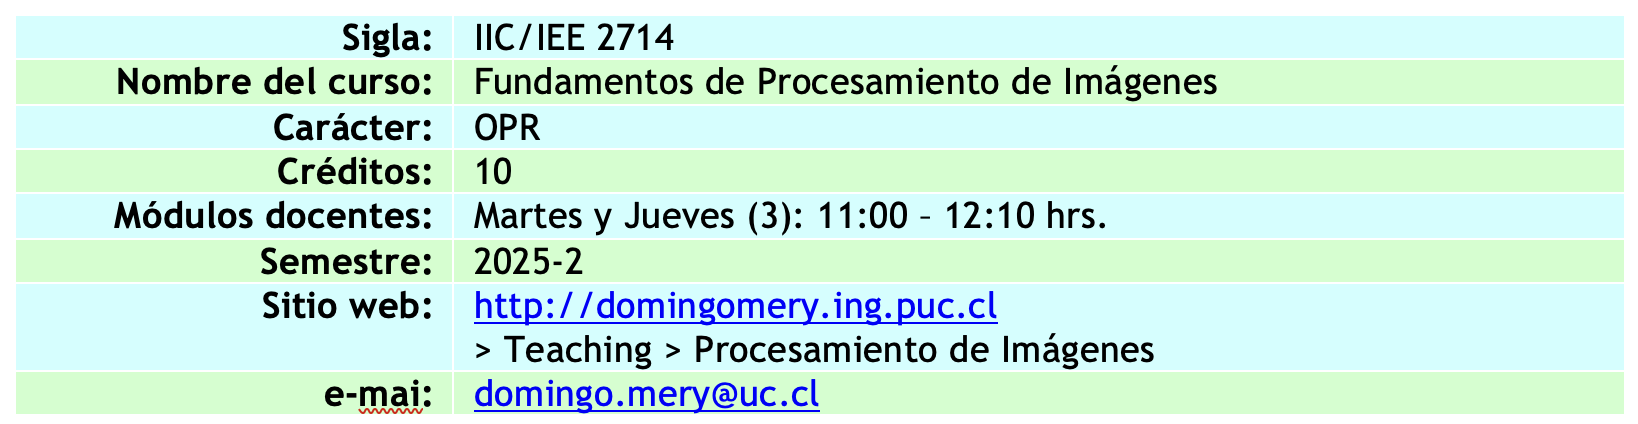 Sigla: IIC/IEE 2714
Nombre del curso: Fundamentos de Procesamiento de Imágenes
Carácter: OPR
Créditos: 10
Módulos docentes: Martes y Jueves (3): 11:00 – 12:10 hrs.
Semestre: 2025-2
Sitio web: http://domingomery.ing.puc.cl
> Teaching > Procesamiento de Imágenes
e-mai: domingo.mery@uc.cl